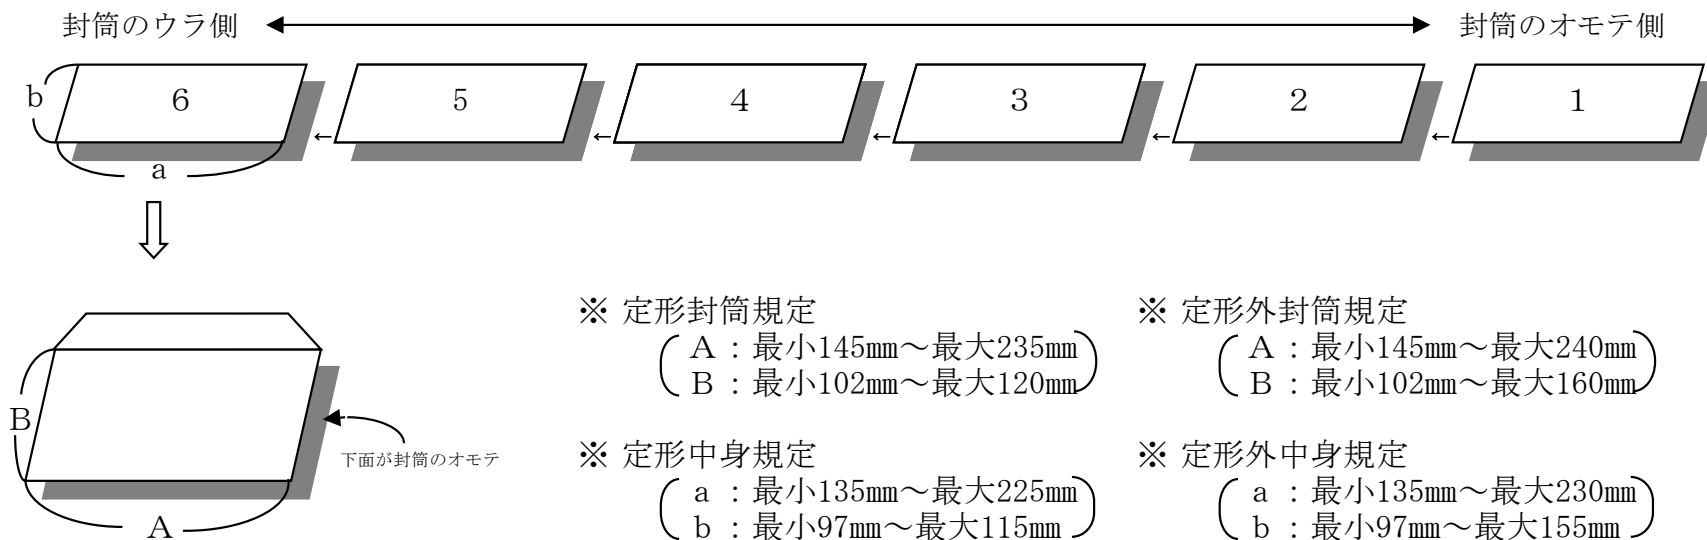 封筒のウラ側 封筒のオモテ側
b 6 5 4 3 2 1
← ← ← ← ←
a
※ 定形封筒規定
A：最小145㎜～最大235㎜
B：最小102㎜～最大120㎜
※ 定形外封筒規定
A：最小145㎜～最大240㎜
B：最小102㎜～最大160㎜
B
下面が封筒のオモテ
A
※ 定形中身規定
a：最小135㎜～最大225㎜
b：最小97㎜～最大115㎜
※ 定形外中身規定
a：最小135㎜～最大230㎜
b：最小97㎜～最大155㎜